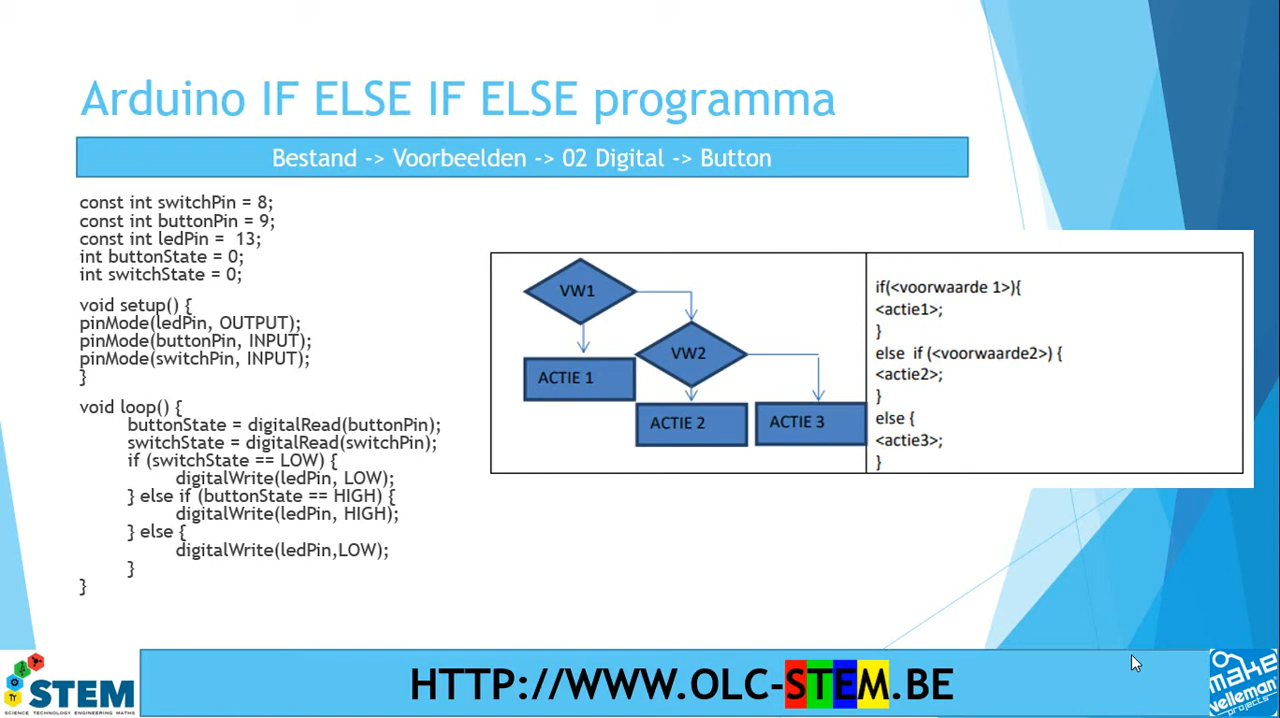 Arduino IF ELSE IF ELSE programma
Bestand -> Voorbeelden -> 02 Digital -> Button
const int switchPin = 8;
const int buttonPin = 9;
const int ledPin =  13;
int buttonState = 0;
int switchState = 0;
void setup() {
pinMode(ledPin, OUTPUT);
pinMode(buttonPin, INPUT);
pinMode(switchPin, INPUT);
}
void loop() {
buttonState = digitalRead(buttonPin);
switchState = digitalRead(switchPin);
if (switchState == LOW) {
digitalWrite(ledPin, LOW);
} else if (buttonState == HIGH) {
digitalWrite(ledPin, HIGH);
} else {
digitalWrite(ledPin,LOW);
}
}
VW1
VW2
ACTIE 1
ACTIE 2
ACTIE 3
if(<voorwaarde 1>){
<actie1>;
}
else  if (<voorwaarde2>) {
<actie2>;
}
else {
<actie3>;
}
STEM
SCIENCE TECHNOLOGY ENGINEERING MATHS
HTTP://WWW.OLC-STEM.BE
make
velleman
projects